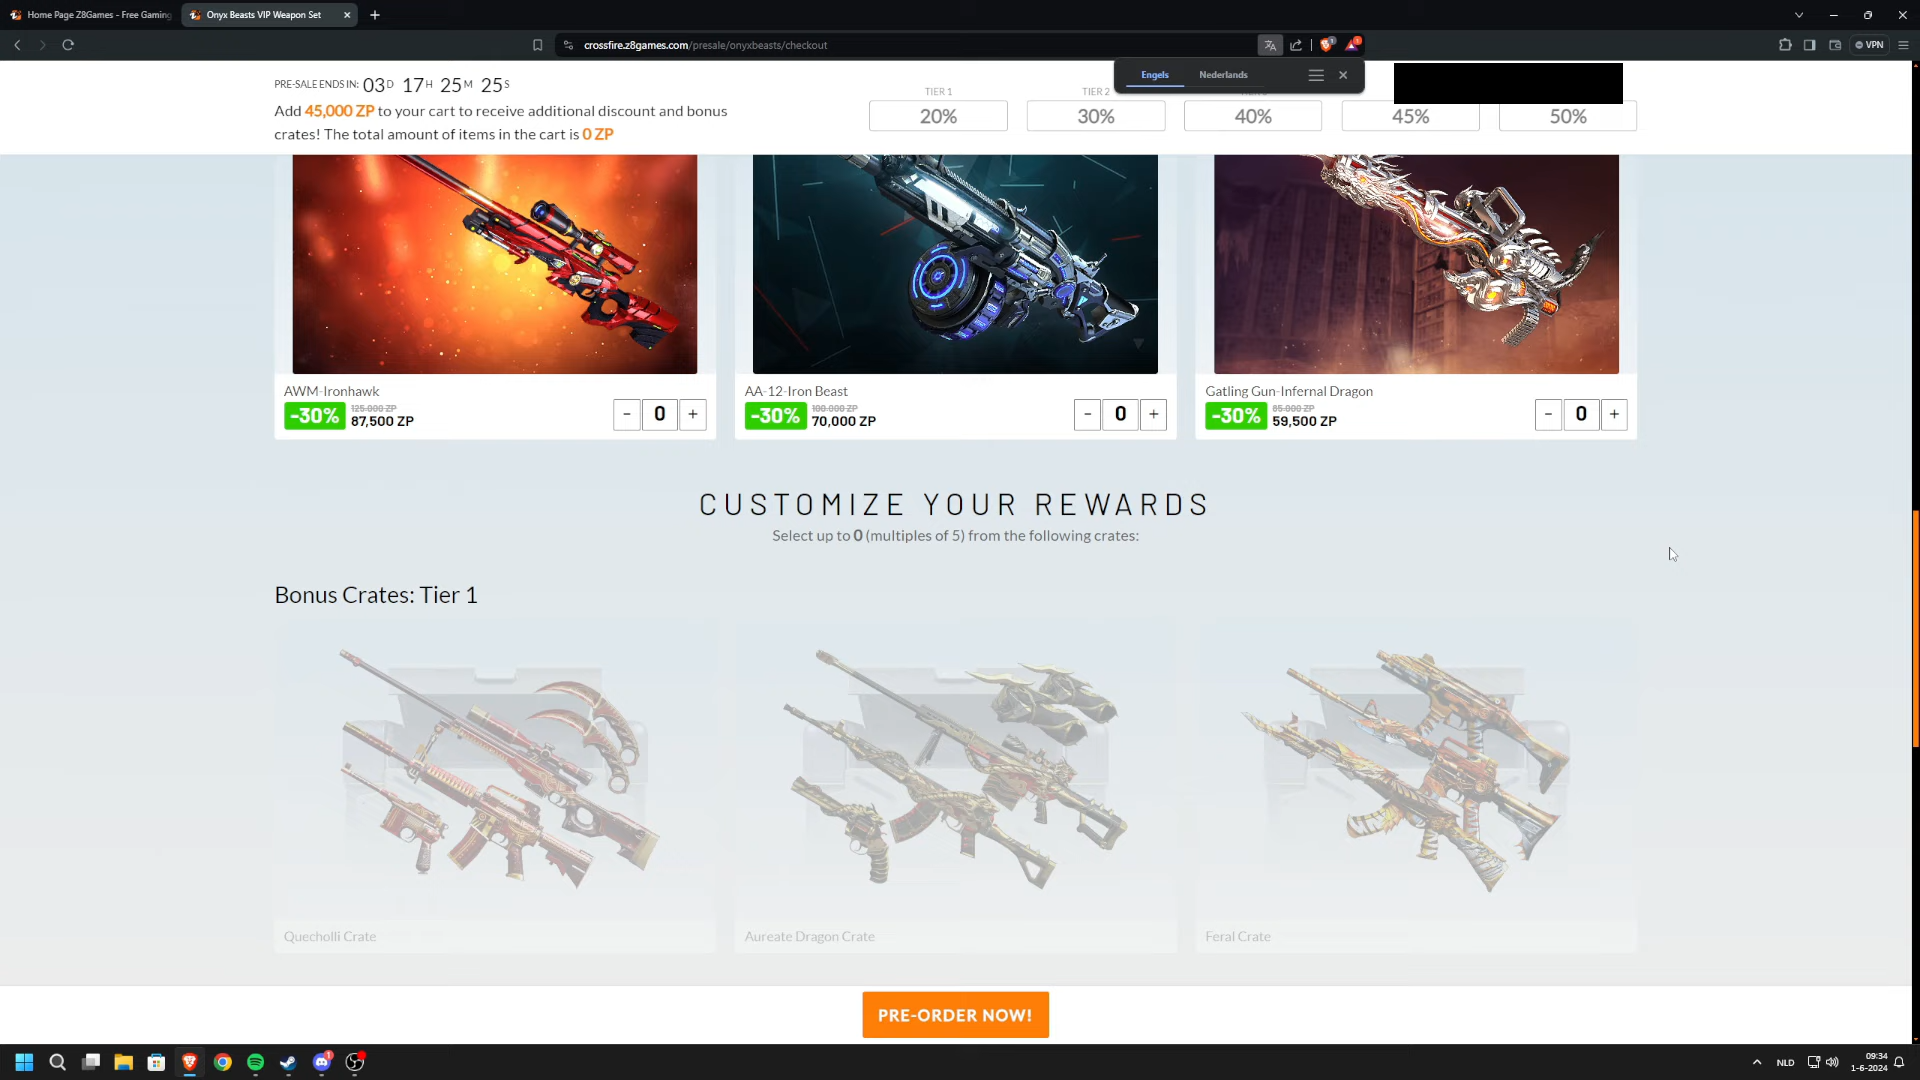 Home Page Z8Games - Free Gaming
Onyx Beasts VIP Weapon Set
crossfire.z8games.com/presale/onyxbeasts/checkout
VPN
Engels
Nederlands
PRE-SALE ENDS IN: 03D 17H 25M 25S
Add 45,000 ZP to your cart to receive additional discount and bonus
crates! The total amount of items in the cart is 0 ZP
TIER 1
TIER 2
20%
30%
40%
45%
50%
AWM-Ironhawk
-30%
125.000 ZP
87,500 ZP
- 0 +
AA-12-Iron Beast
-30%
100.000 ZP
70,000 ZP
- 0 +
Gatling Gun-Infernal Dragon
-30%
85.000 ZP
59,500 ZP
- 0 +
CUSTOMIZE YOUR REWARDS
Select up to 0 (multiples of 5) from the following crates:
Bonus Crates: Tier 1
Quecholli Crate
Aureate Dragon Crate
Feral Crate
PRE-ORDER NOW!
NLD
09:34
1-6-2024